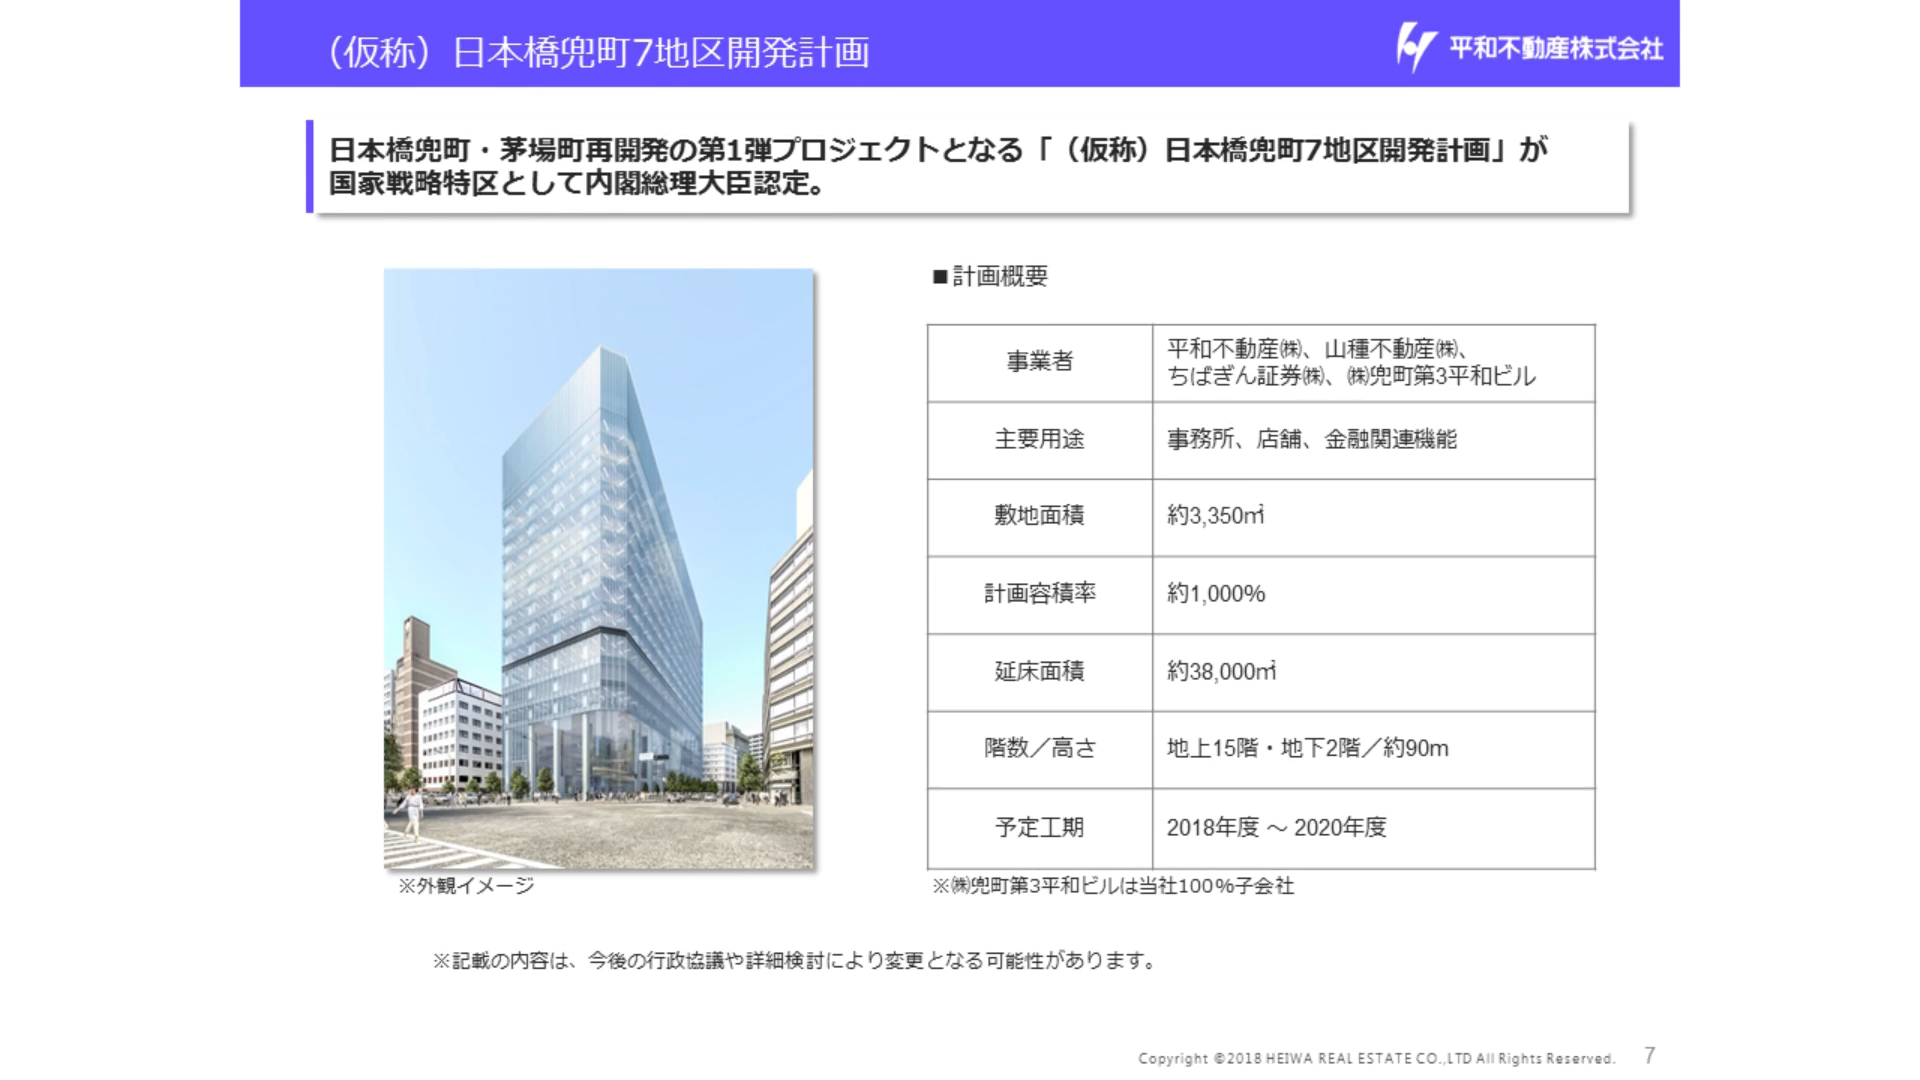 （仮称）日本橋兜町7地区開発計画
平和不動産株式会社
日本橋兜町・茅場町再開発の第1弾プロジェクトとなる「（仮称）日本橋兜町7地区開発計画」が
国家戦略特区として内閣総理大臣認定。
■計画概要
事業者
平和不動産㈱、山種不動産㈱、
ちばぎん証券㈱、㈱兜町第3平和ビル
主要用途
事務所、店舗、金融関連機能
敷地面積
約3,350㎡
計画容積率
約1,000%
延床面積
約38,000㎡
階数／高さ
地上15階・地下2階／約90m
予定工期
2018年度 ～ 2020年度
※外観イメージ
※㈱兜町第3平和ビルは当社100%子会社
※記載の内容は、今後の行政協議や詳細検討により変更となる可能性があります。
Copyright ©2018 HEIWA REAL ESTATE CO.,LTD All Rights Reserved.
7